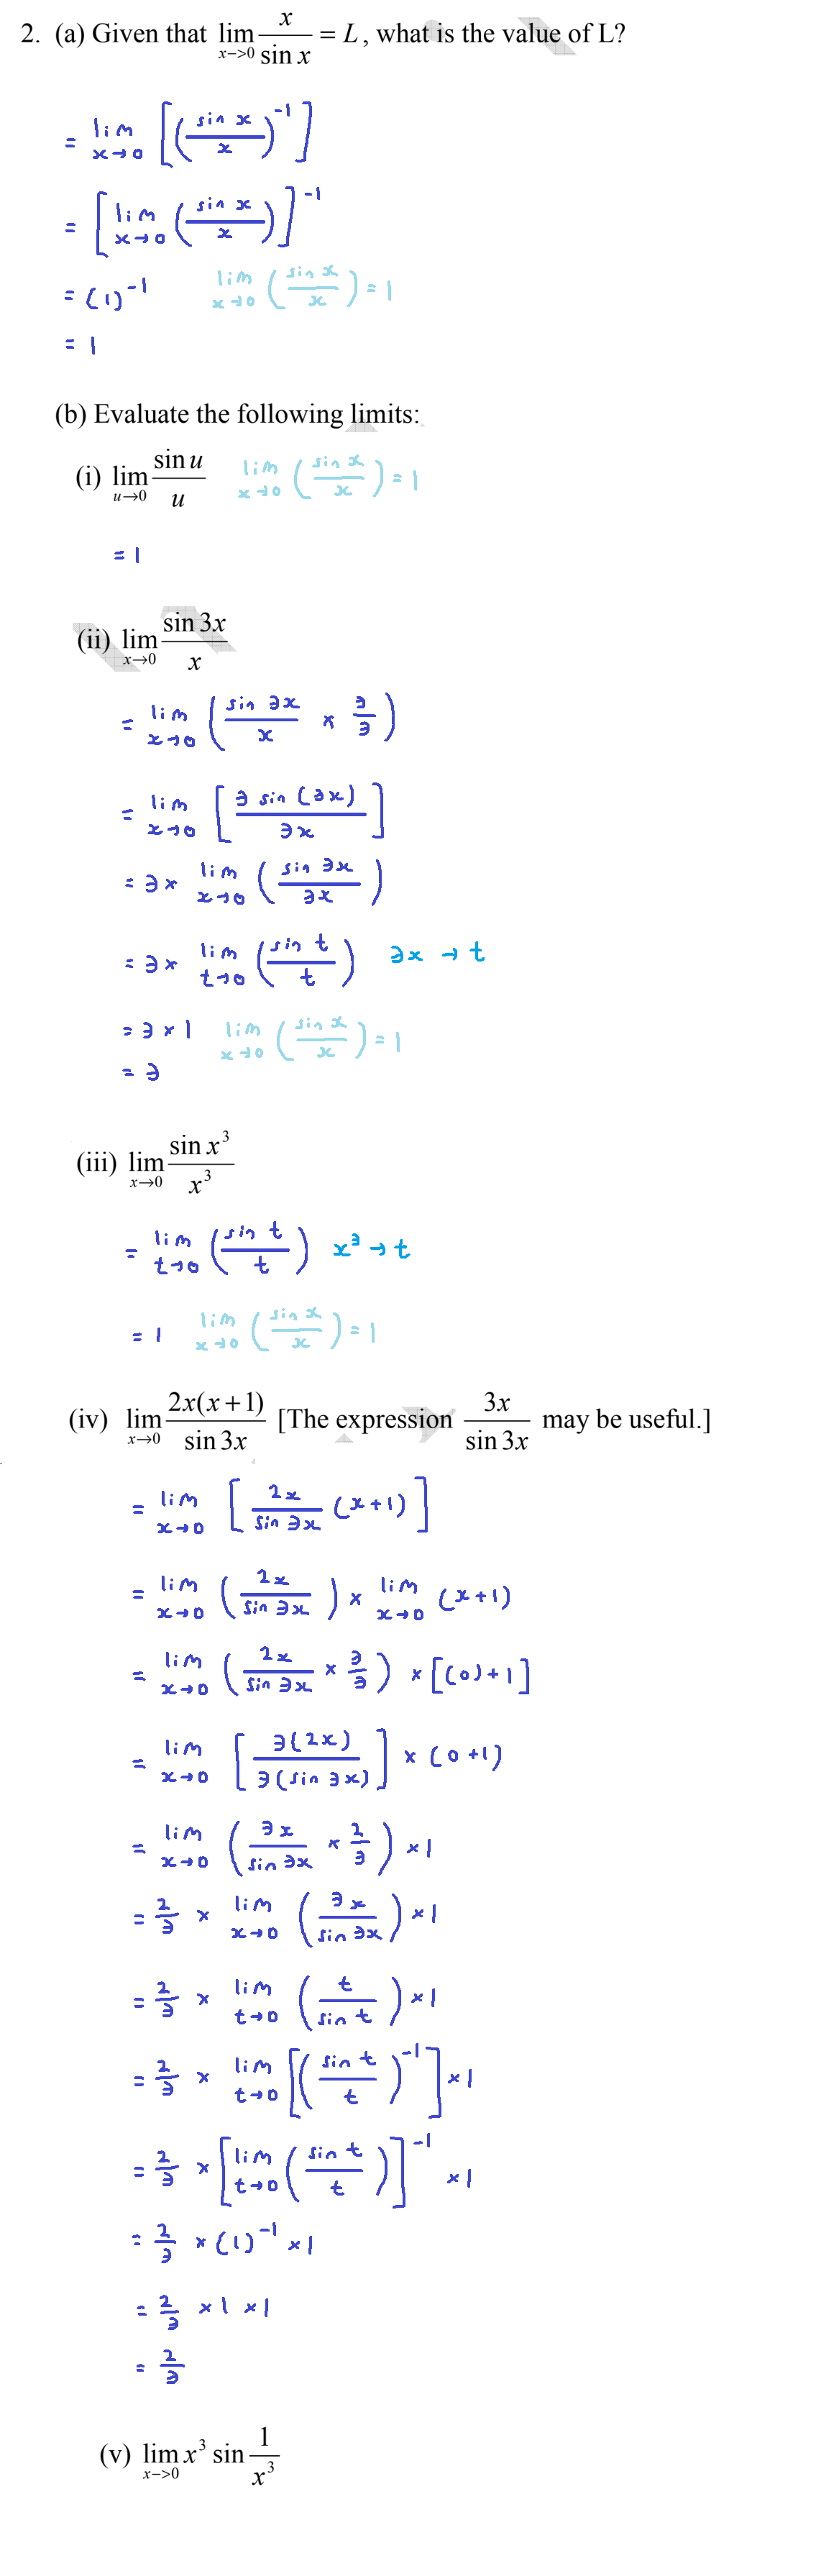 2. (a) Given that lim x->0 x/sin x = L, what is the value of L?
= lim x→0 [(sin x/x)^-1]
= [lim x→0 (sin x/x)]^-1
= (1)^-1 lim x→0 (sin x/x) = 1
= 1
(b) Evaluate the following limits:
(i) lim u→0 sin u/u lim x→0 (sin x/x) = 1
= 1
(ii) lim x→0 sin 3x/x
= lim x→0 (sin 3x/x × 3/3)
= lim x→0 [3 sin (3x)/3x]
= 3 × lim x→0 (sin 3x/3x)
= 3 × lim t→0 (sin t/t) 3x → t
= 3 × 1 lim x→0 (sin x/x) = 1
= 3
(iii) lim x→0 sin x³/x³
= lim t→0 (sin t/t) x³ → t
= 1 lim x→0 (sin x/x) = 1
(iv) lim x→0 2x(x+1)/sin 3x [The expression 3x/sin 3x may be useful.]
= lim x→0 [2x/sin 3x (x+1)]
= lim x→0 (2x/sin 3x) × lim x→0 (x+1)
= lim x→0 (2x/sin 3x × 3/3) × [(0)+1]
= lim x→0 [3(2x)/3(sin 3x)] × (0+1)
= lim x→0 (3x/sin 3x × 2/3) × 1
= 2/3 × lim x→0 (3x/sin 3x) × 1
= 2/3 × lim t→0 (t/sin t) × 1
= 2/3 × lim t→0 [(sin t/t)^-1] × 1
= 2/3 × [lim t→0 (sin t/t)]^-1 × 1
= 2/3 × (1)^-1 × 1
= 2/3 × 1 × 1
= 2/3
(v) lim x->0 x³ sin 1/x³